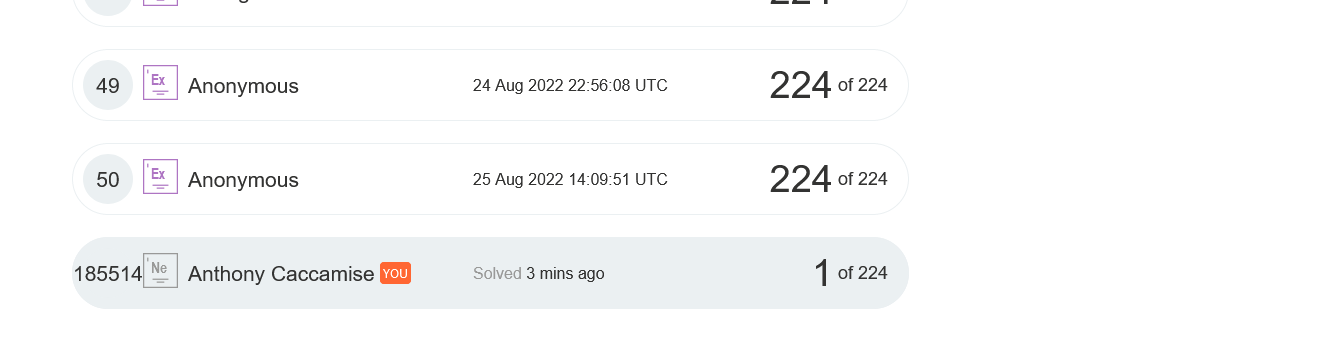 49 Ex Anonymous 24 Aug 2022 22:56:08 UTC 224 of 224
50 Ex Anonymous 25 Aug 2022 14:09:51 UTC 224 of 224
185514 Ne Anthony Caccamise YOU Solved 3 mins ago 1 of 224